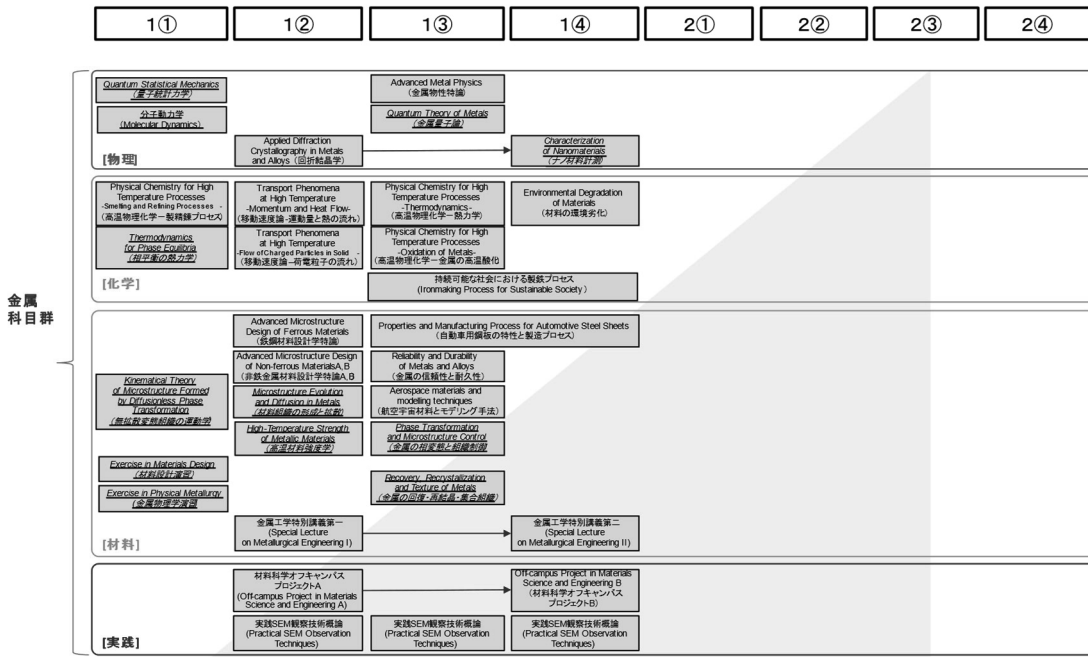 1① 1② 1③ 1④ 2① 2② 2③ 2④
金属
科目群
Quantum Statistical Mechanics
(量子統計力学)
分子動力学
(Molecular Dynamics)
Advanced Metal Physics
(金属物性特論)
Quantum Theory of Metals
(金属量子論)
Applied Diffraction
Crystallography in Metals
and Alloys (回折結晶学)
Characterization
of Nanomaterials
(ナノ材料計測)
[物理]
Physical Chemistry for High
Temperature Processes
-Smelting and Refining Processes -
(高温物理化学－製精錬プロセス)
Transport Phenomena
at High Temperature
-Momentum and Heat Flow-
(移動速度論-運動量と熱の流れ)
Physical Chemistry for High
Temperature Processes
-Thermodynamics-
(高温物理化学－熱力学)
Environmental Degradation
of Materials
(材料の環境劣化)
Thermodynamics
for Phase Equilibria
(相平衡の熱力学)
Transport Phenomena
at High Temperature
-Flow of Charged Particles in Solid -
(移動速度論－荷電粒子の流れ)
Physical Chemistry for High
Temperature Processes
-Oxidation of Metals-
(高温物理化学－金属の高温酸化
持続可能な社会における製鉄プロセス
(Ironmaking Process for Sustainable Society )
[化学]
Advanced Microstructure
Design of Ferrous Materials
(鉄鋼材料設計学特論)
Properties and Manufacturing Process for Automotive Steel Sheets
(自動車用鋼板の特性と製造プロセス)
Advanced Microstructure Design
of Non-ferrous MaterialsA,B
(非鉄金属材料設計学特論A,B
Reliability and Durability
of Metals and Alloys
(金属の信頼性と耐久性)
Kinematical Theory
of Microstructure Formed
by Diffusionless Phase
Transformation
(無拡散変態組織の運動学)
Microstructure Evolution
and Diffusion in Metals
(材料組織の形成と拡散)
Aerospace materials and
modelling techniques
(航空宇宙材料とモデリング手法)
High-Temperature Strength
of Metallic Materials
(高温材料強度学)
Phase Transformation
and Microstructure Control
(金属の相変態と組織制御
Exercise in Materials Design
(材料設計演習)
Exercise in Physical Metallurgy
(金属物理学演習
Recovery, Recrystallization
and Texture of Metals
(金属の回復・再結晶・集合組織)
金属工学特別講義第一
(Special Lecture
on Metallurgical Engineering I)
金属工学特別講義第二
(Special Lecture
on Metallurgical Engineering II)
[材料]
材料科学オフキャンパス
プロジェクトA
(Off-campus Project in Materials
Science and Engineering A)
Off-campus Project in Materials
Science and Engineering B
(材料科学オフキャンパス
プロジェクトB)
実践SEM観察技術概論
(Practical SEM Observation
Techniques)
実践SEM観察技術概論
(Practical SEM Observation
Techniques)
実践SEM観察技術概論
(Practical SEM Observation
Techniques)
[実践]